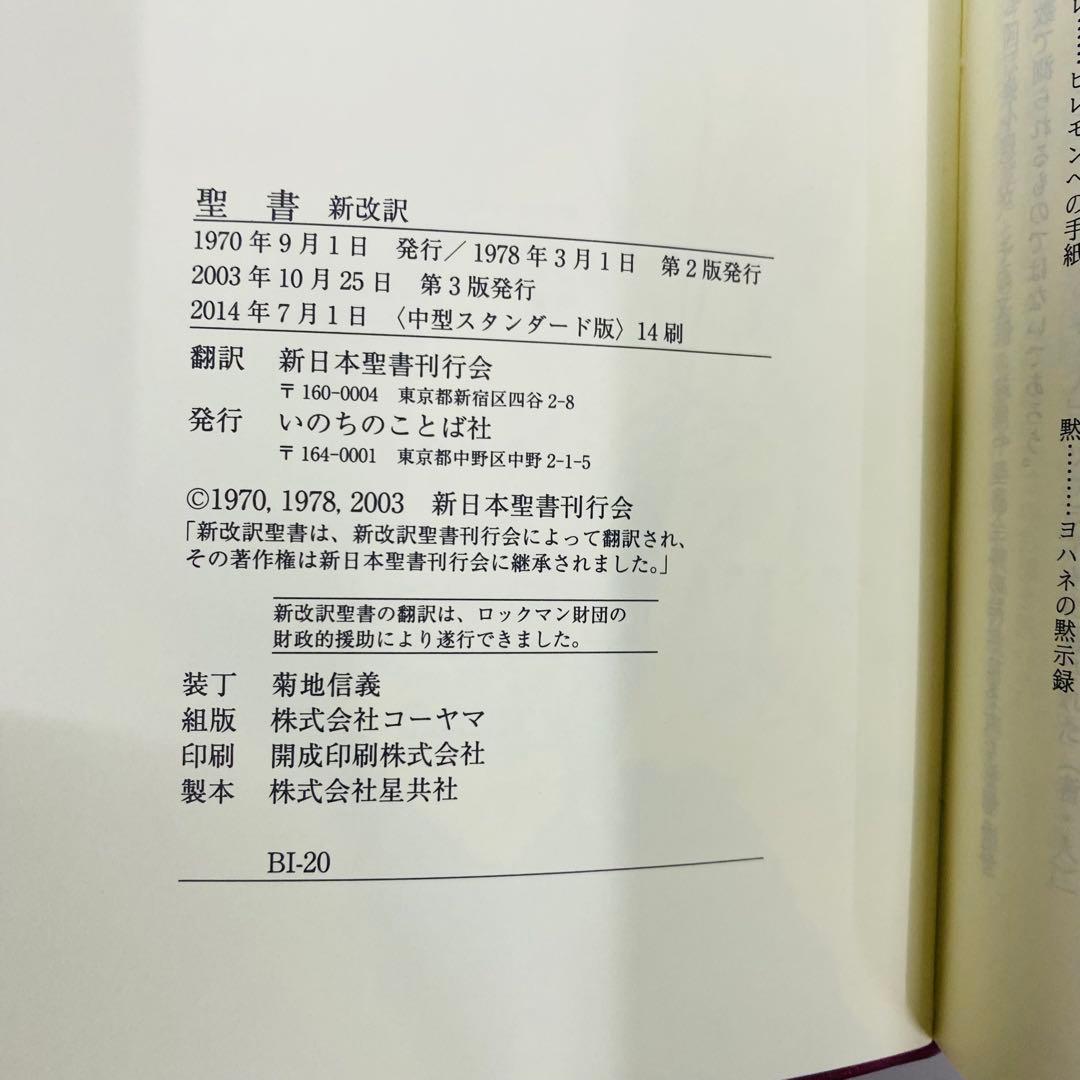 聖　書　新改訳
1970年9月1日　発行／1978年3月1日　第2版発行
2003年10月25日　第3版発行
2014年7月1日　〈中型スタンダード版〉14刷
翻訳　新日本聖書刊行会
〒160-0004　東京都新宿区四谷2-8
発行　いのちのことば社
〒164-0001　東京都中野区中野2-1-5
©1970, 1978, 2003　新日本聖書刊行会
「新改訳聖書は、新改訳聖書刊行会によって翻訳され、
その著作権は新日本聖書刊行会に継承されました。」
新改訳聖書の翻訳は、ロックマン財団の
財政的援助により遂行できました。
装丁　菊地信義
組版　株式会社コーヤマ
印刷　開成印刷株式会社
製本　株式会社星共社
BI-20
レ……ピレモンへの手紙
黙………ヨハネの黙示録